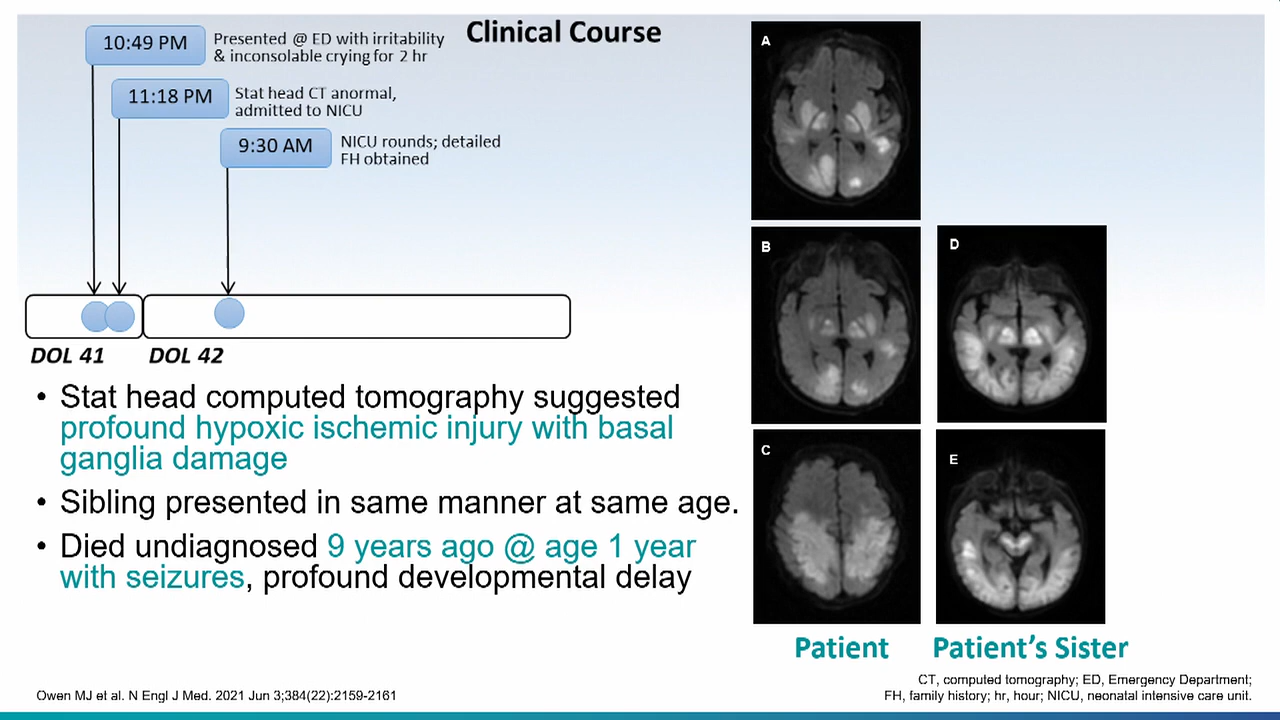 Clinical Course
10:49 PM
Presented @ ED with irritability
& inconsolable crying for 2 hr
11:18 PM
Stat head CT anormal,
admitted to NICU
9:30 AM
NICU rounds; detailed
FH obtained
DOL 41
DOL 42
• Stat head computed tomography suggested
profound hypoxic ischemic injury with basal
ganglia damage
• Sibling presented in same manner at same age.
• Died undiagnosed 9 years ago @ age 1 year
with seizures, profound developmental delay
A
B
C
D
E
Patient
Patient's Sister
Owen MJ et al. N Engl J Med. 2021 Jun 3;384(22):2159-2161
CT, computed tomography; ED, Emergency Department;
FH, family history; hr, hour; NICU, neonatal intensive care unit.